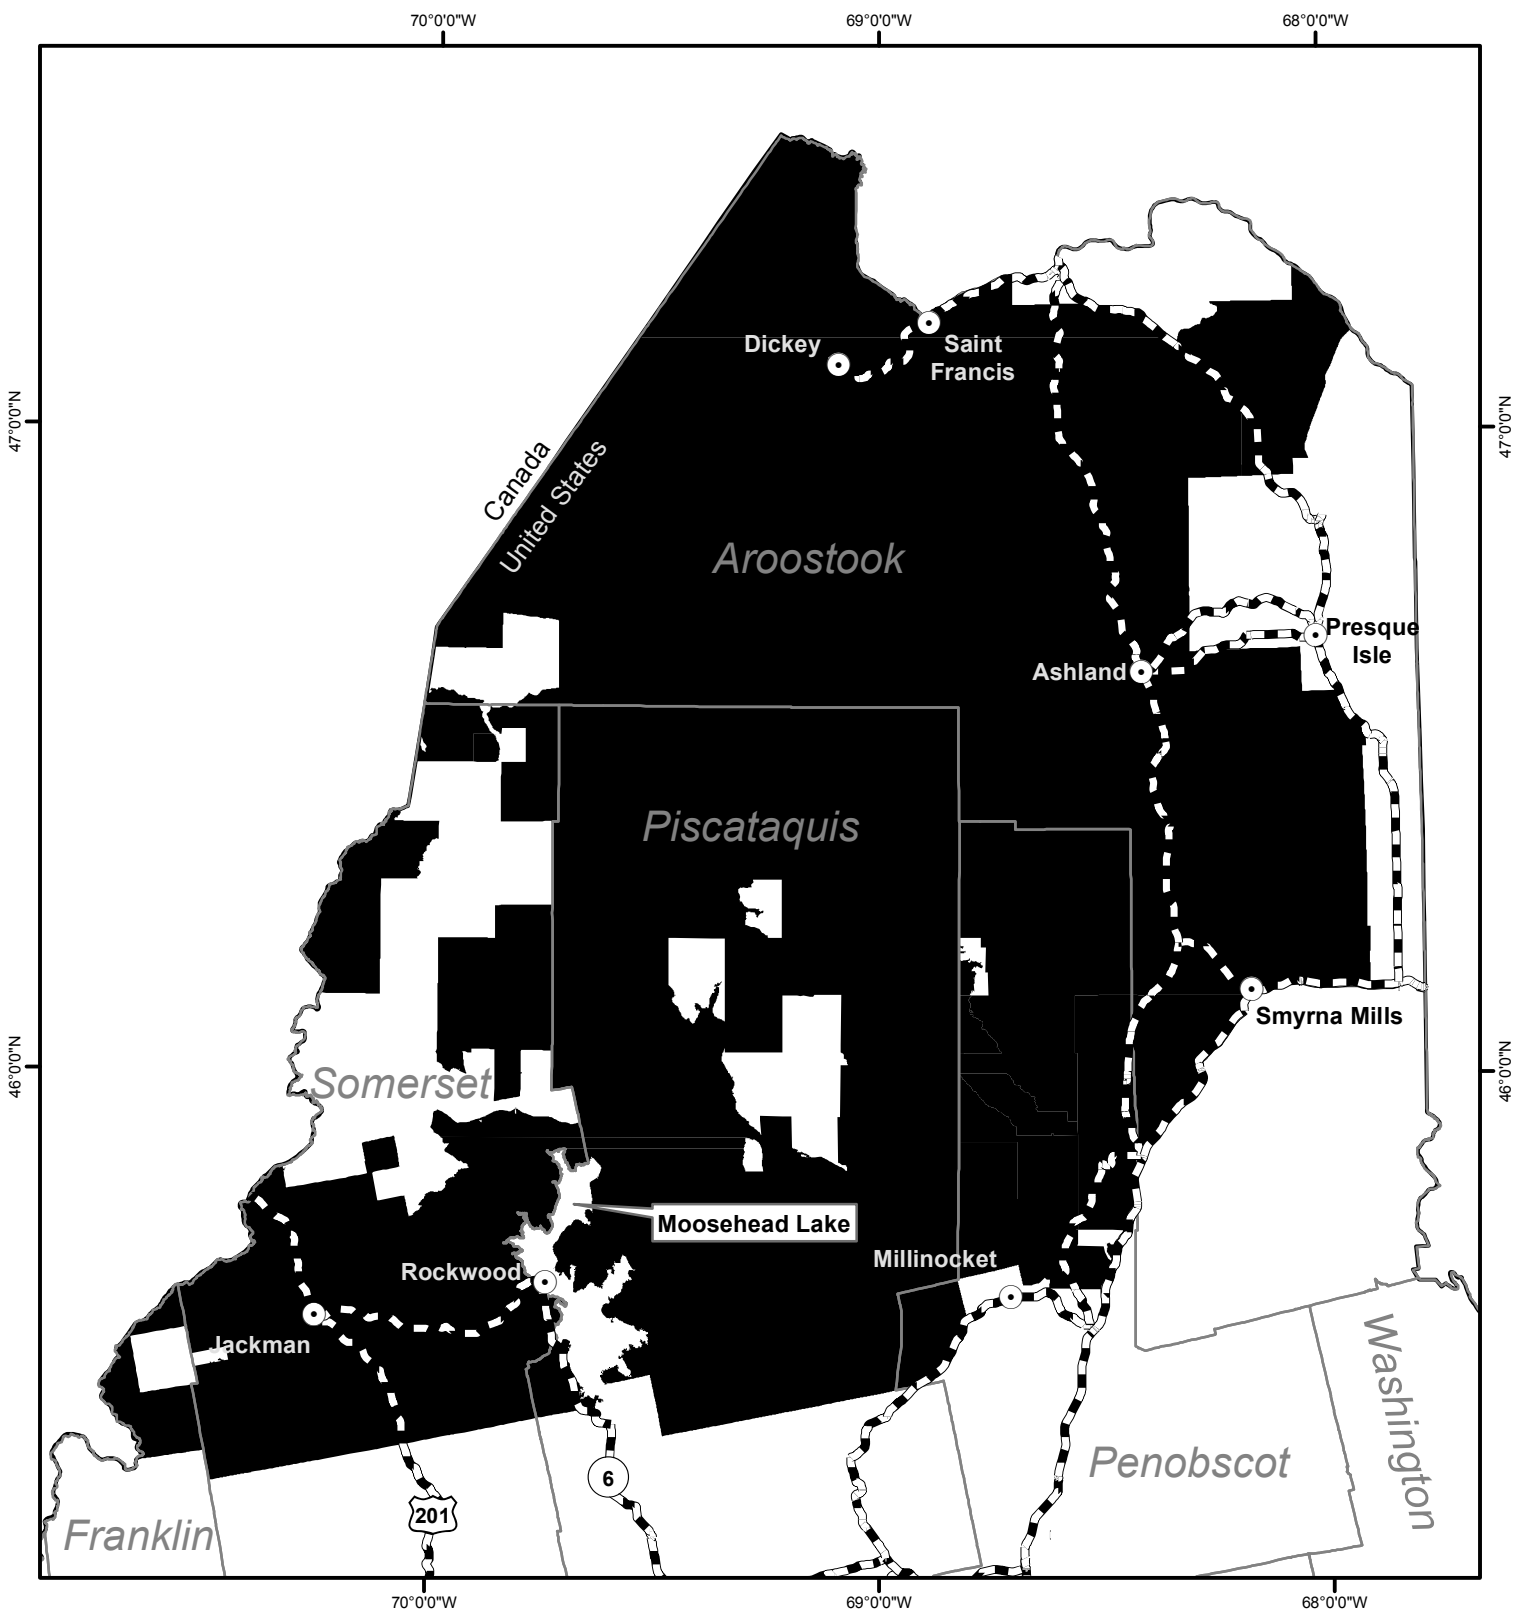 70°0'0"W
69°0'0"W
68°0'0"W
47°0'0"N
47°0'0"N
Dickey
Saint
Francis
Canada
United States
Aroostook
Presque
Isle
Ashland
Piscataquis
Smyrna Mills
46°0'0"N
46°0'0"N
Somerset
Moosehead Lake
Millinocket
Rockwood
Jackman
Washington
Penobscot
6
201
Franklin
70°0'0"W
69°0'0"W
68°0'0"W